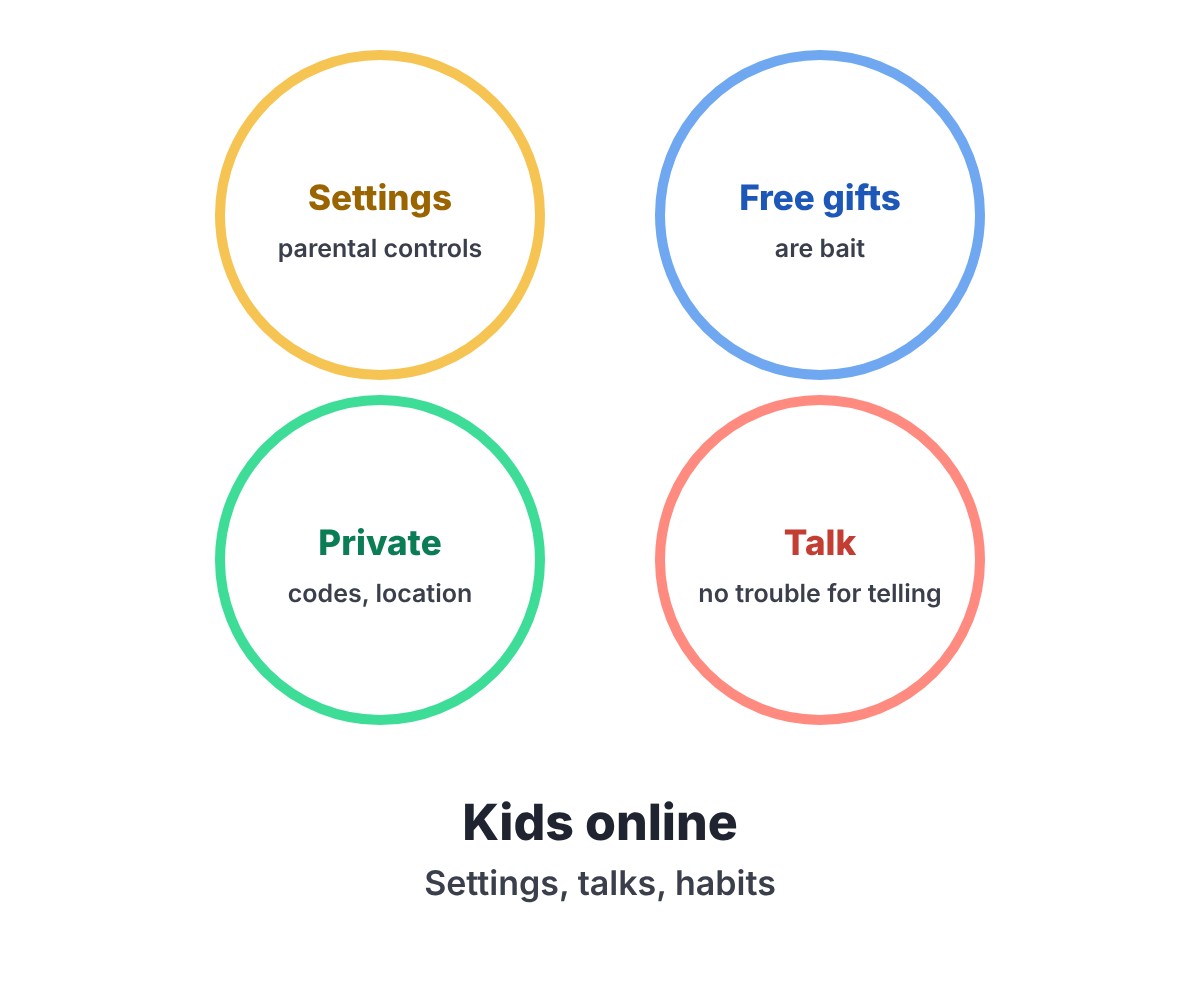 Settings
parental controls
Free gifts
are bait
Private
codes, location
Talk
no trouble for telling
Kids online
Settings, talks, habits